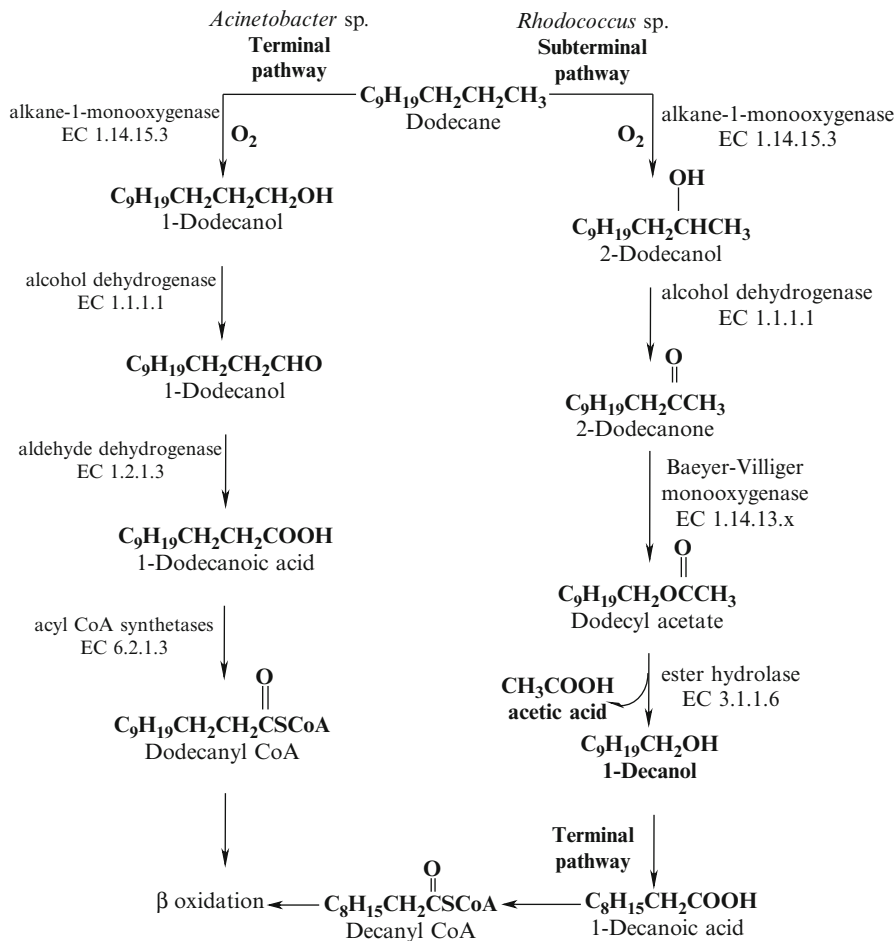 Acinetobacter sp.
Terminal
pathway
Rhodococcus sp.
Subterminal
pathway
C₉H₁₉CH₂CH₂CH₃
Dodecane
alkane-1-monooxygenase
EC 1.14.15.3
O₂
C₉H₁₉CH₂CH₂CH₂OH
1-Dodecanol
alcohol dehydrogenase
EC 1.1.1.1
C₉H₁₉CH₂CH₂CHO
1-Dodecanol
aldehyde dehydrogenase
EC 1.2.1.3
C₉H₁₉CH₂CH₂COOH
1-Dodecanoic acid
acyl CoA synthetases
EC 6.2.1.3
O
C₉H₁₉CH₂CH₂CSCoA
Dodecanyl CoA
β oxidation
alkane-1-monooxygenase
EC 1.14.15.3
O₂
OH
C₉H₁₉CH₂CHCH₃
2-Dodecanol
alcohol dehydrogenase
EC 1.1.1.1
O
C₉H₁₉CH₂CCH₃
2-Dodecanone
Baeyer-Villiger
monooxygenase
EC 1.14.13.x
O
C₉H₁₉CH₂OCCH₃
Dodecyl acetate
ester hydrolase
EC 3.1.1.6
CH₃COOH
acetic acid
C₉H₁₉CH₂OH
1-Decanol
Terminal
pathway
C₈H₁₅CH₂COOH
1-Decanoic acid
O
C₈H₁₅CH₂CSCoA
Decanyl CoA